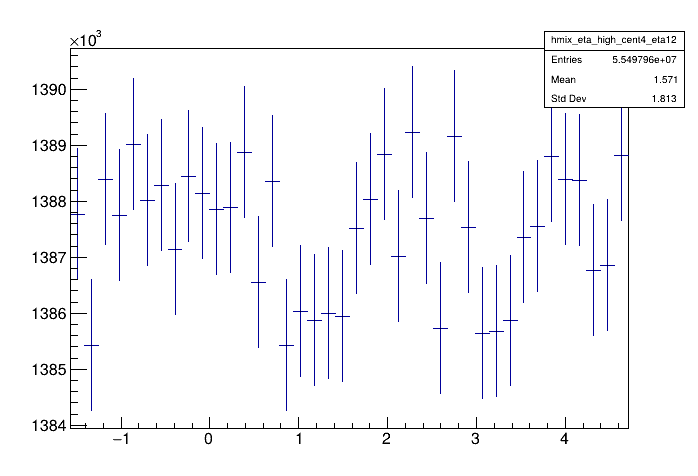 ×10³
hmix_eta_high_cent4_eta12
Entries 5.549796e+07
Mean 1.571
Std Dev 1.813
1390
1389
1388
1387
1386
1385
1384
−1 0 1 2 3 4